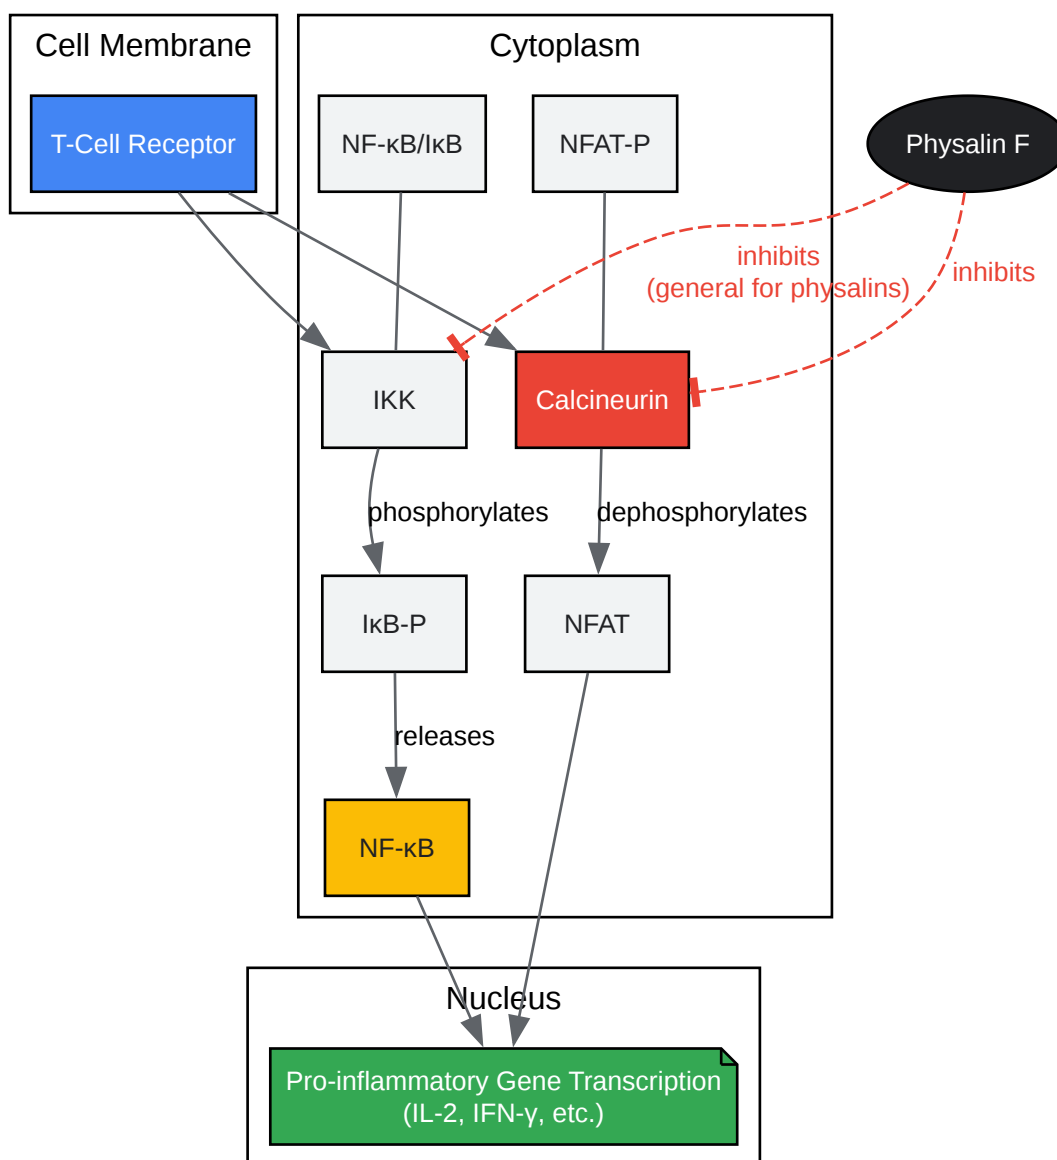 Cell Membrane
Cytoplasm
T-Cell Receptor
NF-κB/IκB
NFAT-P
Physalin F
inhibits
(general for physalins)
inhibits
IKK
Calcineurin
phosphorylates
dephosphorylates
IκB-P
NFAT
releases
NF-κB
Nucleus
Pro-inflammatory Gene Transcription
(IL-2, IFN-γ, etc.)